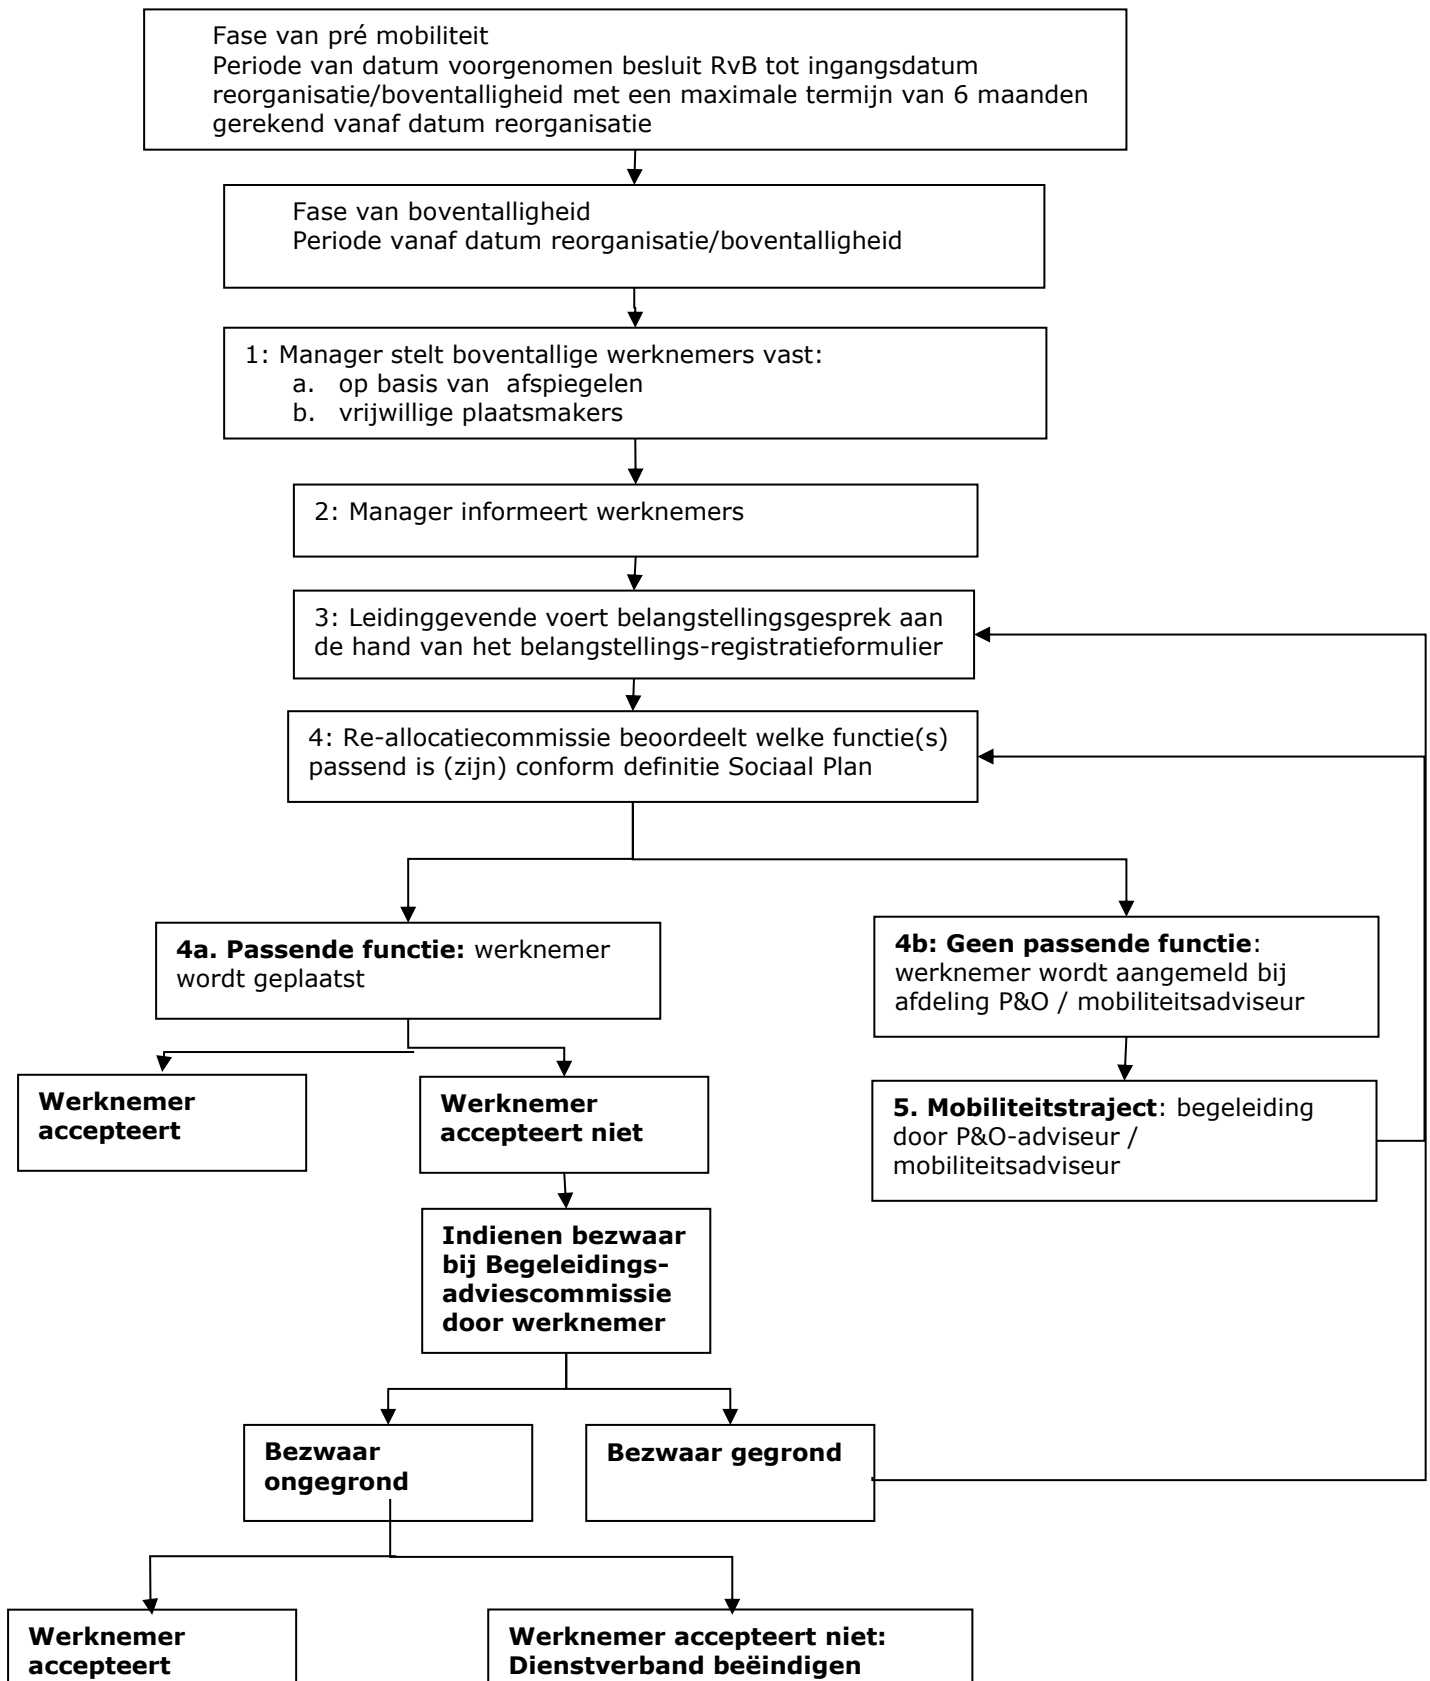 Fase van pré mobiliteit
Periode van datum voorgenomen besluit RvB tot ingangsdatum
reorganisatie/boventalligheid met een maximale termijn van 6 maanden
gerekend vanaf datum reorganisatie
Fase van boventalligheid
Periode vanaf datum reorganisatie/boventalligheid
1: Manager stelt boventallige werknemers vast:
a. op basis van afspiegelen
b. vrijwillige plaatsmakers
2: Manager informeert werknemers
3: Leidinggevende voert belangstellingsgesprek aan
de hand van het belangstellings-registratieformulier
4: Re-allocatiecommissie beoordeelt welke functie(s)
passend is (zijn) conform definitie Sociaal Plan
4a. Passende functie: werknemer
wordt geplaatst
4b: Geen passende functie:
werknemer wordt aangemeld bij
afdeling P&O / mobiliteitsadviseur
Werknemer
accepteert
Werknemer
accepteert niet
5. Mobiliteitstraject: begeleiding
door P&O-adviseur /
mobiliteitsadviseur
Indienen bezwaar
bij Begeleidings-
adviescommissie
door werknemer
Bezwaar
ongegrond
Bezwaar gegrond
Werknemer
accepteert
Werknemer accepteert niet:
Dienstverband beëindigen